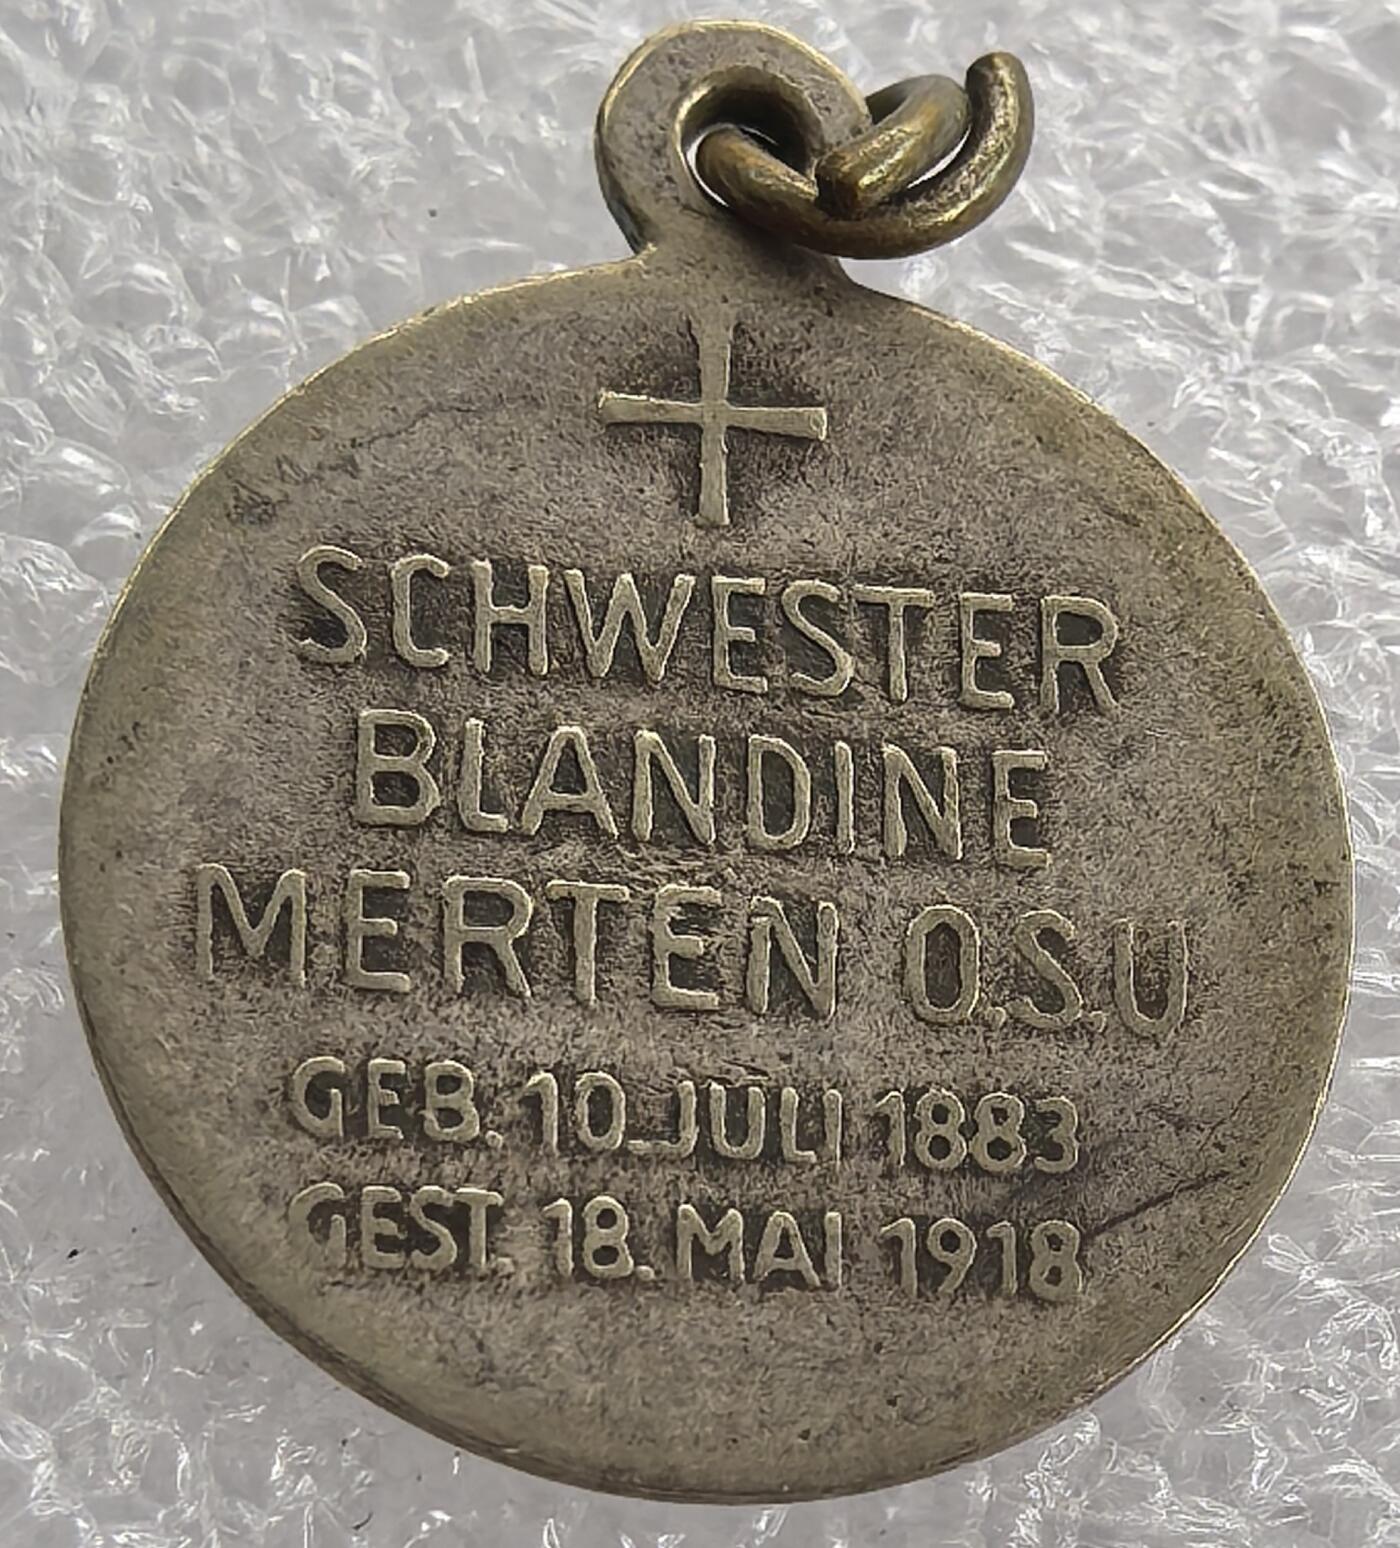 SCHWESTER
BLANDINE
MERTEN O.S.U
GEB. 10. JULI 1883
GEST. 18. MAI 1918